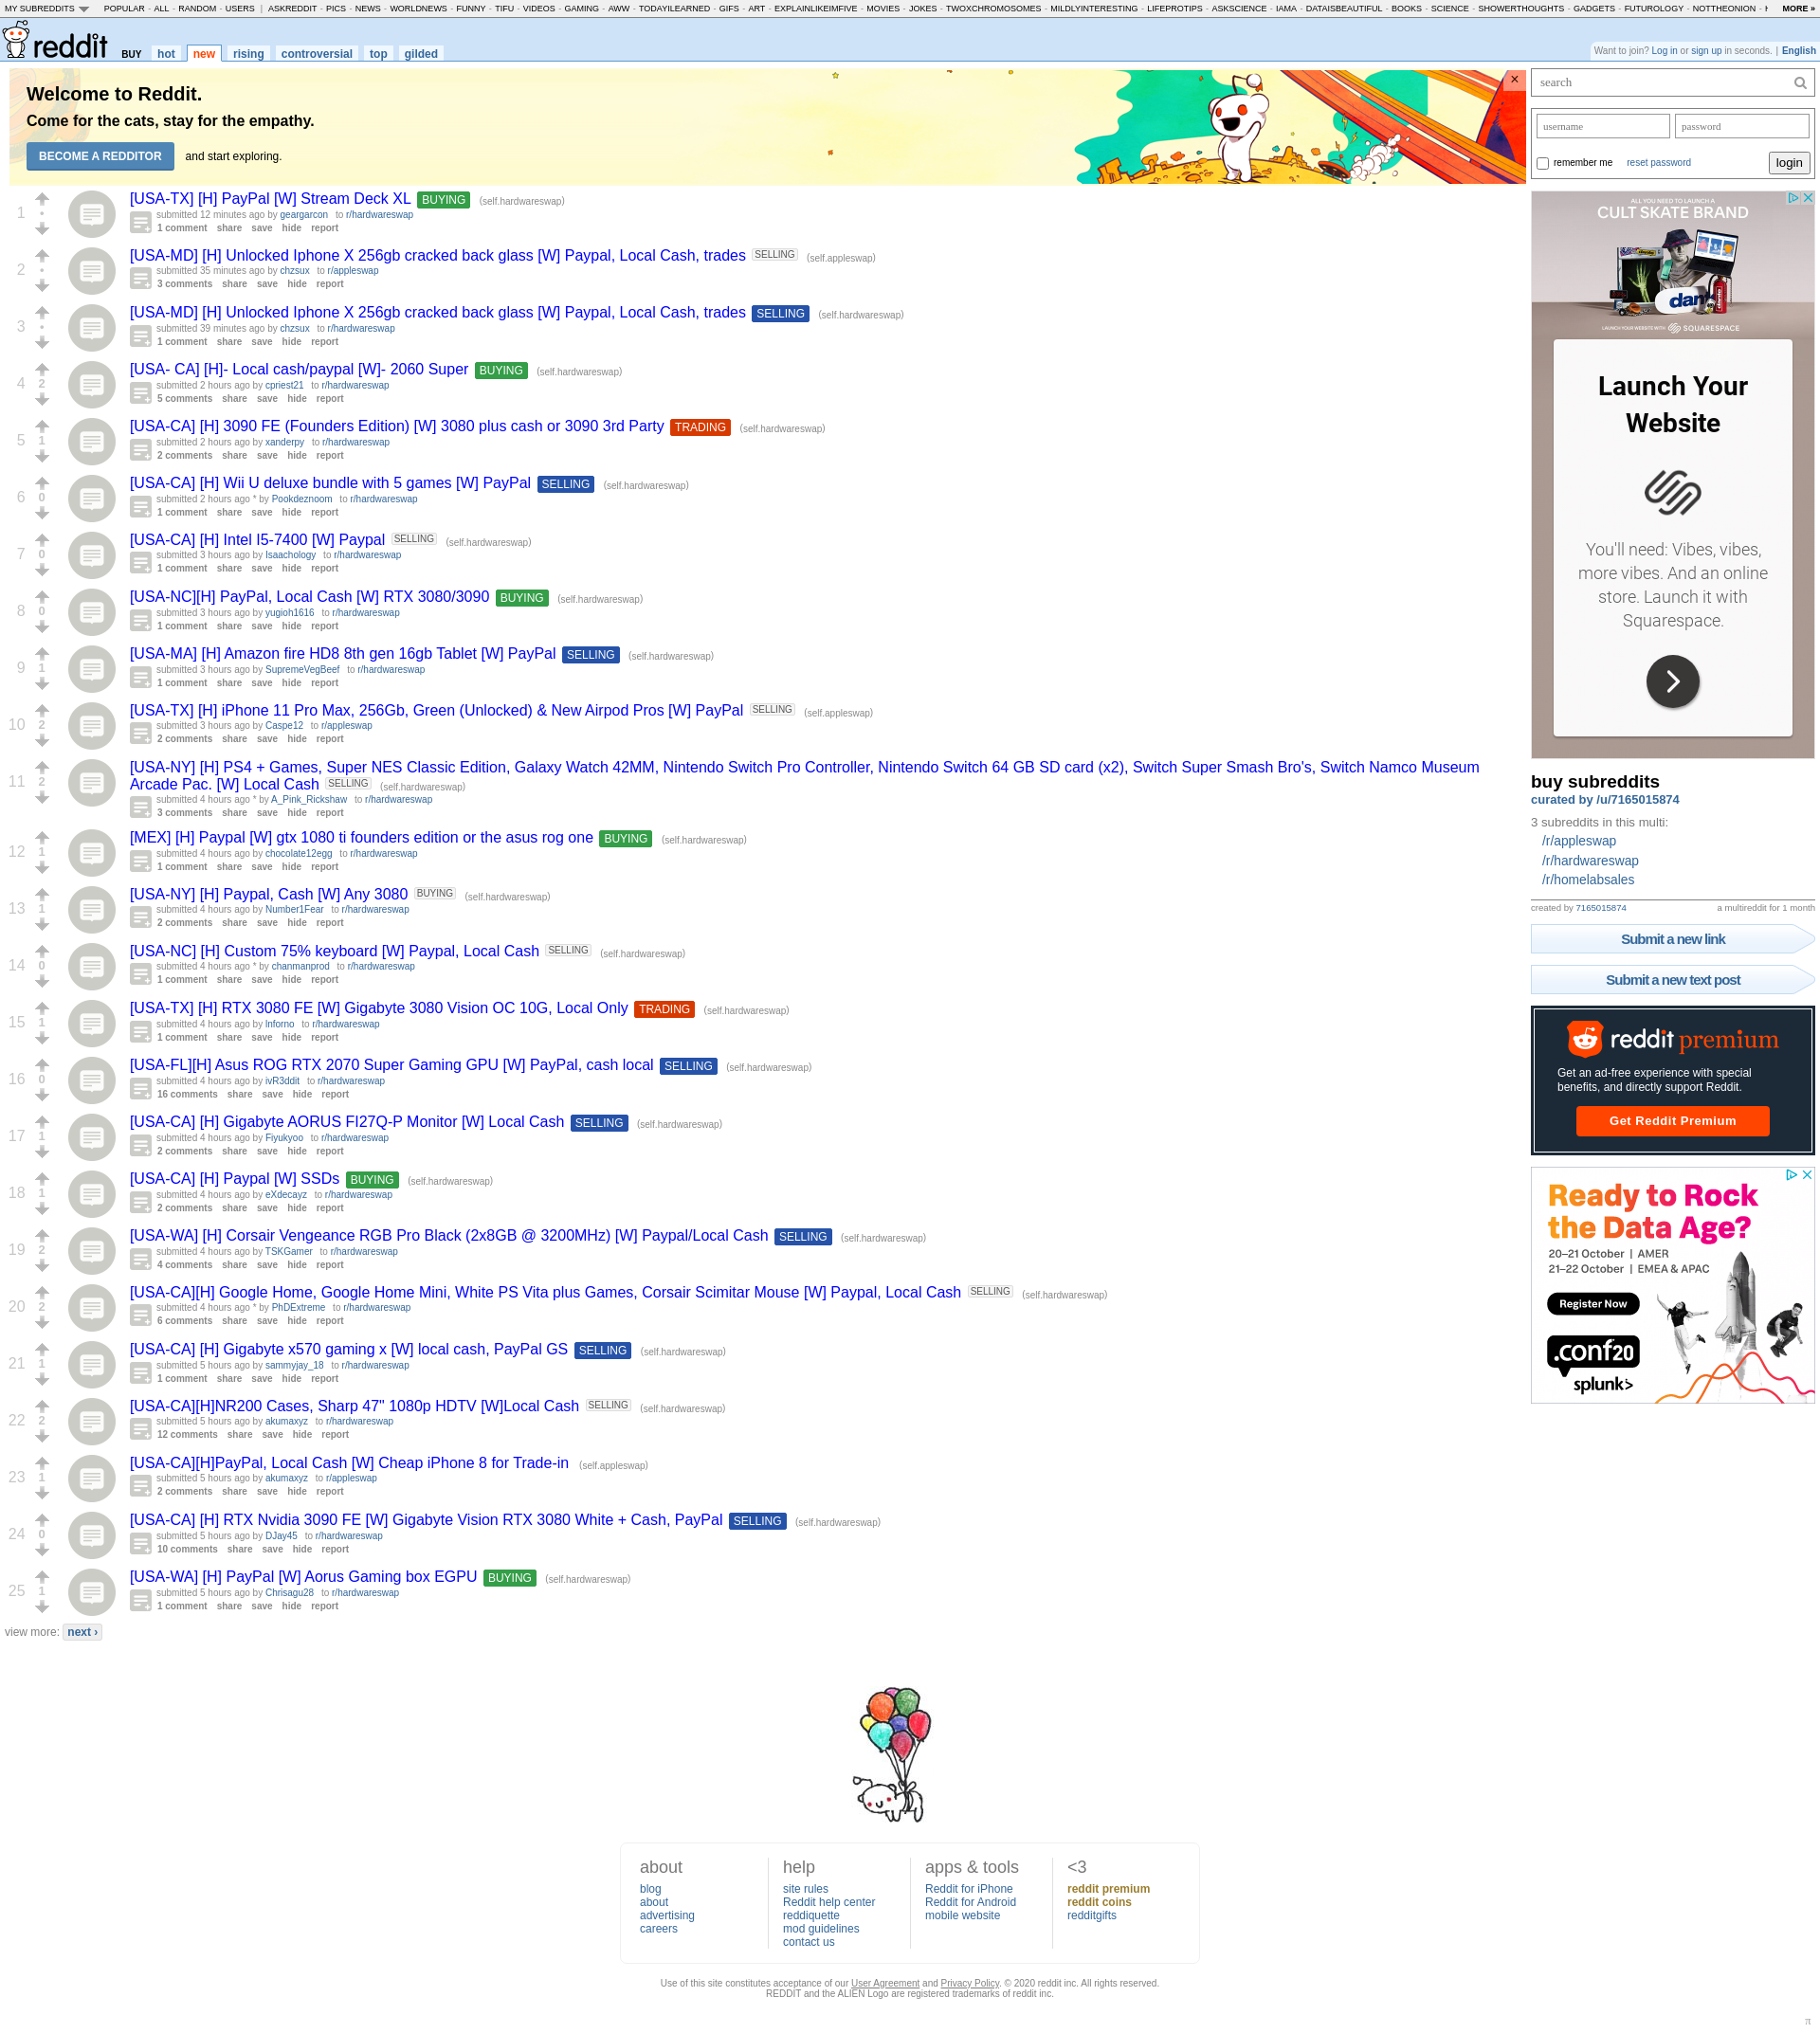 MY SUBREDDITS POPULAR - ALL - RANDOM - USERS | ASKREDDIT - PICS - NEWS - WORLDNEWS - FUNNY - TIFU - VIDEOS - GAMING - AWW - TODAYILEARNED - GIFS - ART - EXPLAINLIKEIMFIVE - MOVIES - JOKES - TWOXCHROMOSOMES - MILDLYINTERESTING - LIFEPROTIPS - ASKSCIENCE - IAMA - DATAISBEAUTIFUL - BOOKS - SCIENCE - SHOWERTHOUGHTS - GADGETS - FUTUROLOGY - NOTTHEONION - MORE »
reddit BUY hot new rising controversial top gilded
Want to join? Log in or sign up in seconds. | English
Welcome to Reddit.
Come for the cats, stay for the empathy.
BECOME A REDDITOR and start exploring.
×
1
[USA-TX] [H] PayPal [W] Stream Deck XL BUYING (self.hardwareswap)
submitted 12 minutes ago by geargarcon to r/hardwareswap
1 comment share save hide report
2
[USA-MD] [H] Unlocked Iphone X 256gb cracked back glass [W] Paypal, Local Cash, trades SELLING (self.appleswap)
submitted 35 minutes ago by chzsux to r/appleswap
3 comments share save hide report
3
[USA-MD] [H] Unlocked Iphone X 256gb cracked back glass [W] Paypal, Local Cash, trades SELLING (self.hardwareswap)
submitted 39 minutes ago by chzsux to r/hardwareswap
1 comment share save hide report
4 2
[USA- CA] [H]- Local cash/paypal [W]- 2060 Super BUYING (self.hardwareswap)
submitted 2 hours ago by cpriest21 to r/hardwareswap
5 comments share save hide report
5 1
[USA-CA] [H] 3090 FE (Founders Edition) [W] 3080 plus cash or 3090 3rd Party TRADING (self.hardwareswap)
submitted 2 hours ago by xanderpy to r/hardwareswap
2 comments share save hide report
6 0
[USA-CA] [H] Wii U deluxe bundle with 5 games [W] PayPal SELLING (self.hardwareswap)
submitted 2 hours ago * by Pookdeznoom to r/hardwareswap
1 comment share save hide report
7 0
[USA-CA] [H] Intel I5-7400 [W] Paypal SELLING (self.hardwareswap)
submitted 3 hours ago by Isaachology to r/hardwareswap
1 comment share save hide report
8 0
[USA-NC][H] PayPal, Local Cash [W] RTX 3080/3090 BUYING (self.hardwareswap)
submitted 3 hours ago by yugioh1616 to r/hardwareswap
1 comment share save hide report
9 1
[USA-MA] [H] Amazon fire HD8 8th gen 16gb Tablet [W] PayPal SELLING (self.hardwareswap)
submitted 3 hours ago by SupremeVegBeef to r/hardwareswap
1 comment share save hide report
10 2
[USA-TX] [H] iPhone 11 Pro Max, 256Gb, Green (Unlocked) & New Airpod Pros [W] PayPal SELLING (self.appleswap)
submitted 3 hours ago by Caspe12 to r/appleswap
2 comments share save hide report
11 2
[USA-NY] [H] PS4 + Games, Super NES Classic Edition, Galaxy Watch 42MM, Nintendo Switch Pro Controller, Nintendo Switch 64 GB SD card (x2), Switch Super Smash Bro's, Switch Namco Museum
Arcade Pac. [W] Local Cash SELLING (self.hardwareswap)
submitted 4 hours ago * by A_Pink_Rickshaw to r/hardwareswap
3 comments share save hide report
12 1
[MEX] [H] Paypal [W] gtx 1080 ti founders edition or the asus rog one BUYING (self.hardwareswap)
submitted 4 hours ago by chocolate12egg to r/hardwareswap
1 comment share save hide report
13 1
[USA-NY] [H] Paypal, Cash [W] Any 3080 BUYING (self.hardwareswap)
submitted 4 hours ago by Number1Fear to r/hardwareswap
2 comments share save hide report
14 0
[USA-NC] [H] Custom 75% keyboard [W] Paypal, Local Cash SELLING (self.hardwareswap)
submitted 4 hours ago * by chanmanprod to r/hardwareswap
1 comment share save hide report
15 1
[USA-TX] [H] RTX 3080 FE [W] Gigabyte 3080 Vision OC 10G, Local Only TRADING (self.hardwareswap)
submitted 4 hours ago by Inforno to r/hardwareswap
1 comment share save hide report
16 0
[USA-FL][H] Asus ROG RTX 2070 Super Gaming GPU [W] PayPal, cash local SELLING (self.hardwareswap)
submitted 4 hours ago by ivR3ddit to r/hardwareswap
16 comments share save hide report
17 1
[USA-CA] [H] Gigabyte AORUS FI27Q-P Monitor [W] Local Cash SELLING (self.hardwareswap)
submitted 4 hours ago by Fiyukyoo to r/hardwareswap
2 comments share save hide report
18 1
[USA-CA] [H] Paypal [W] SSDs BUYING (self.hardwareswap)
submitted 4 hours ago by eXdecayz to r/hardwareswap
2 comments share save hide report
19 2
[USA-WA] [H] Corsair Vengeance RGB Pro Black (2x8GB @ 3200MHz) [W] Paypal/Local Cash SELLING (self.hardwareswap)
submitted 4 hours ago by TSKGamer to r/hardwareswap
4 comments share save hide report
20 2
[USA-CA][H] Google Home, Google Home Mini, White PS Vita plus Games, Corsair Scimitar Mouse [W] Paypal, Local Cash SELLING (self.hardwareswap)
submitted 4 hours ago * by PhDExtreme to r/hardwareswap
6 comments share save hide report
21 1
[USA-CA] [H] Gigabyte x570 gaming x [W] local cash, PayPal GS SELLING (self.hardwareswap)
submitted 5 hours ago by sammyjay_18 to r/hardwareswap
1 comment share save hide report
22 2
[USA-CA][H]NR200 Cases, Sharp 47" 1080p HDTV [W]Local Cash SELLING (self.hardwareswap)
submitted 5 hours ago by akumaxyz to r/hardwareswap
12 comments share save hide report
23 1
[USA-CA][H]PayPal, Local Cash [W] Cheap iPhone 8 for Trade-in (self.appleswap)
submitted 5 hours ago by akumaxyz to r/appleswap
2 comments share save hide report
24 0
[USA-CA] [H] RTX Nvidia 3090 FE [W] Gigabyte Vision RTX 3080 White + Cash, PayPal SELLING (self.hardwareswap)
submitted 5 hours ago by DJay45 to r/hardwareswap
10 comments share save hide report
25 1
[USA-WA] [H] PayPal [W] Aorus Gaming box EGPU BUYING (self.hardwareswap)
submitted 5 hours ago by Chrisagu28 to r/hardwareswap
1 comment share save hide report
view more: next ›
search
username password
remember me reset password login
ALL YOU NEED TO LAUNCH A
CULT SKATE BRAND
dam
LAUNCH YOUR WEBSITE WITH SQUARESPACE
Launch Your
Website
You'll need: Vibes, vibes,
more vibes. And an online
store. Launch it with
Squarespace.
buy subreddits
curated by /u/7165015874
3 subreddits in this multi:
/r/appleswap
/r/hardwareswap
/r/homelabsales
created by 7165015874 a multireddit for 1 month
Submit a new link
Submit a new text post
reddit premium
Get an ad-free experience with special
benefits, and directly support Reddit.
Get Reddit Premium
Ready to Rock
the Data Age?
20–21 October | AMER
21–22 October | EMEA & APAC
Register Now
.conf20
splunk>
about
blog
about
advertising
careers
help
site rules
Reddit help center
reddiquette
mod guidelines
contact us
apps & tools
Reddit for iPhone
Reddit for Android
mobile website
<3
reddit premium
reddit coins
redditgifts
Use of this site constitutes acceptance of our User Agreement and Privacy Policy. © 2020 reddit inc. All rights reserved.
REDDIT and the ALIEN Logo are registered trademarks of reddit inc.
π